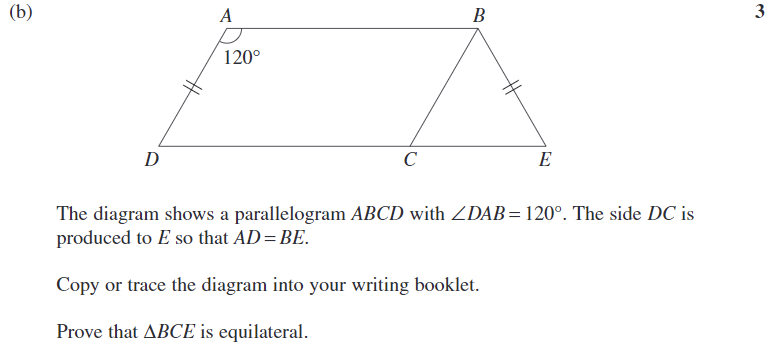 (b)
3
A
B
120°
D
C
E
The diagram shows a parallelogram ABCD with ∠DAB = 120°. The side DC is
produced to E so that AD = BE.
Copy or trace the diagram into your writing booklet.
Prove that ΔBCE is equilateral.